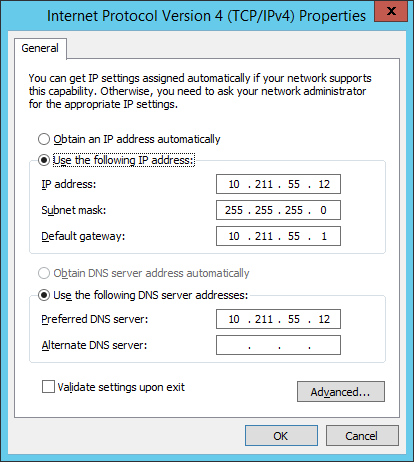 Internet Protocol Version 4 (TCP/IPv4) Properties
x
General
You can get IP settings assigned automatically if your network supports
this capability. Otherwise, you need to ask your network administrator
for the appropriate IP settings.
Obtain an IP address automatically
Use the following IP address:
IP address: 10 . 211 . 55 . 12
Subnet mask: 255 . 255 . 255 . 0
Default gateway: 10 . 211 . 55 . 1
Obtain DNS server address automatically
Use the following DNS server addresses:
Preferred DNS server: 10 . 211 . 55 . 12
Alternate DNS server: . . .
Validate settings upon exit
Advanced...
OK Cancel